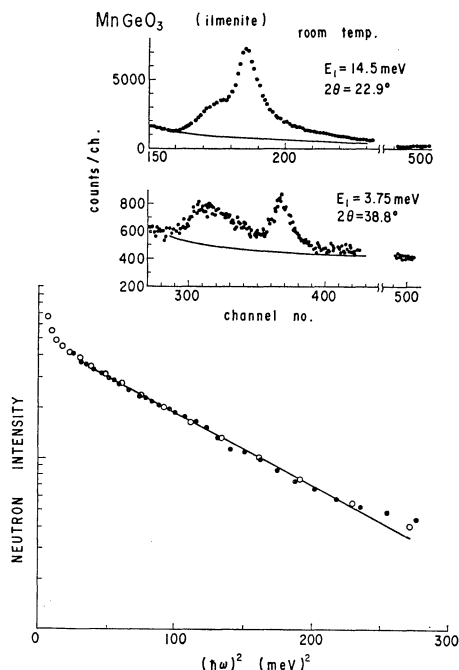 MnGeO3 (ilmenite) room temp.
E1 = 14.5 meV
2θ = 22.9°
5000
0
150 200 500
counts / ch.
E1 = 3.75 meV
2θ = 38.8°
800
600
400
200
300 400 500
channel no.
NEUTRON INTENSITY
0 100 200 300
(ħω)² (meV)²